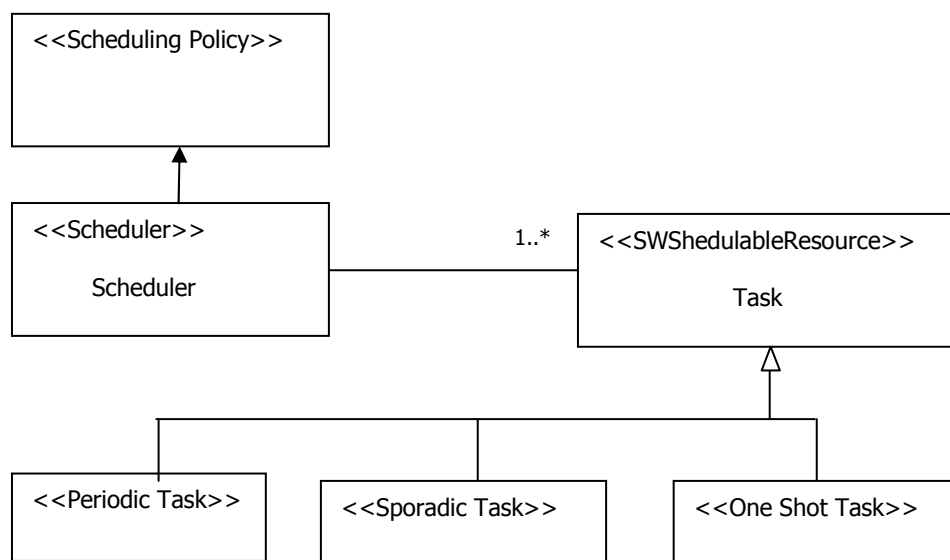 <<Scheduling Policy>>
<<Scheduler>>
Scheduler
1..*
<<SWShedulableResource>>
Task
<<Periodic Task>>
<<Sporadic Task>>
<<One Shot Task>>